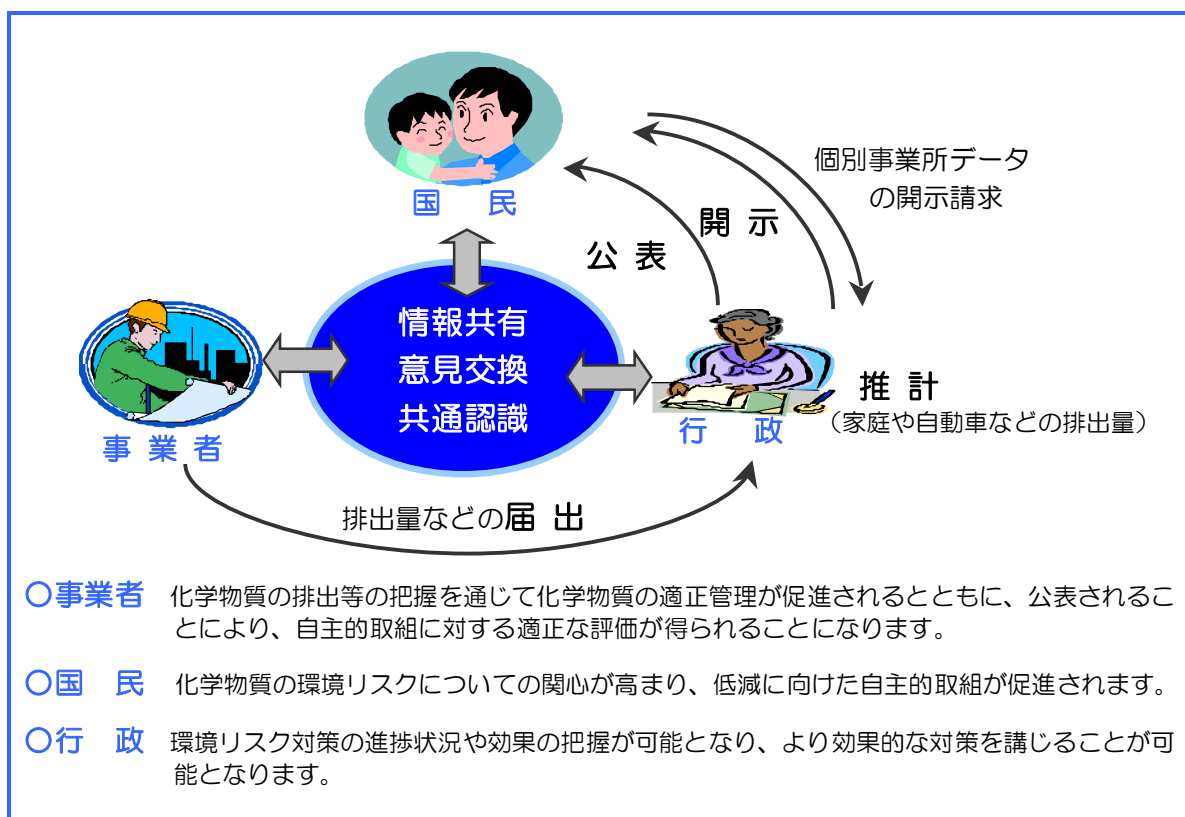 国 民
個別事業所データ
の開示請求
開 示
公 表
情報共有
意見交換
共通認識
事 業 者
行 政
推 計
（家庭や自動車などの排出量）
排出量などの届 出
〇事業者 化学物質の排出等の把握を通じて化学物質の適正管理が促進されるとともに、公表されるこ
とにより、自主的取組に対する適正な評価が得られることになります。
〇国 民 化学物質の環境リスクについての関心が高まり、低減に向けた自主的取組が促進されます。
〇行 政 環境リスク対策の進捗状況や効果の把握が可能となり、より効果的な対策を講じることが可
能となります。